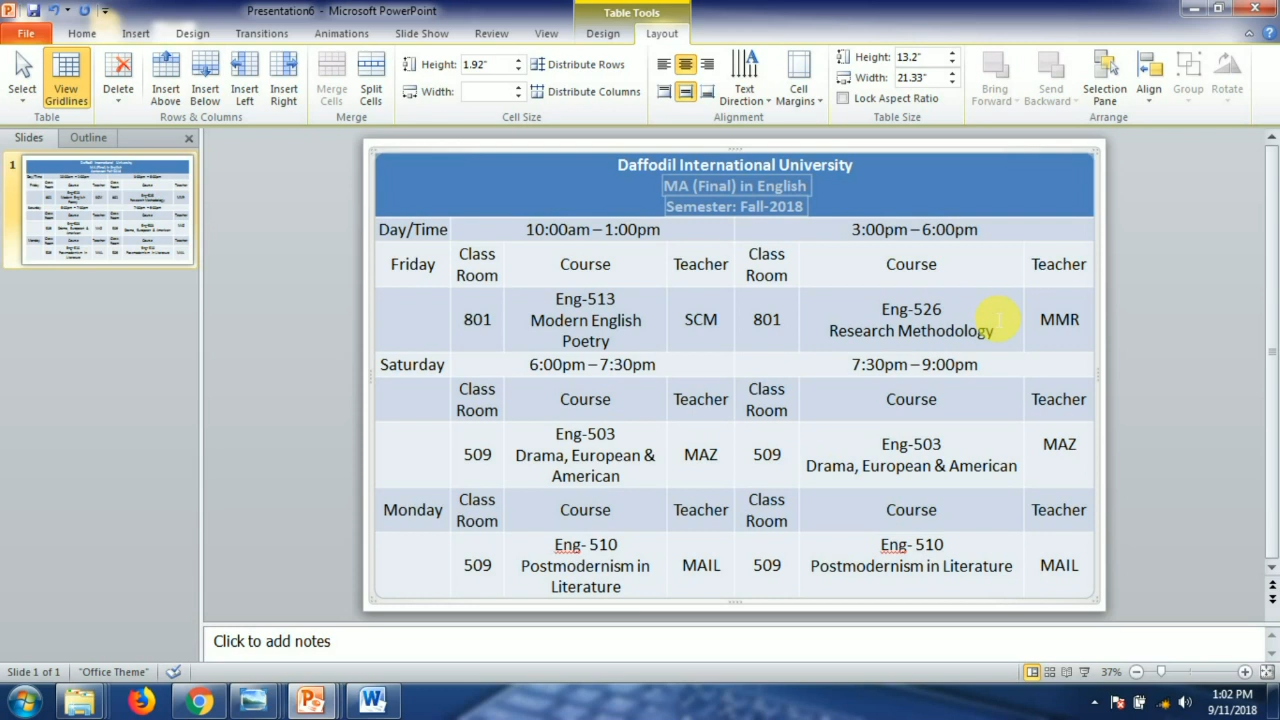 Presentation6 - Microsoft PowerPoint
Table Tools
File Home Insert Design Transitions Animations Slide Show Review View Design Layout
Select
View Gridlines
Delete
Insert Above
Insert Below
Insert Left
Insert Right
Merge Cells
Split Cells
Height: 1.92"
Width:
Distribute Rows
Distribute Columns
Text Direction
Cell Margins
Height: 13.2"
Width: 21.33"
Lock Aspect Ratio
Bring Forward
Send Backward
Selection Pane
Align
Group
Rotate
Table Rows & Columns Merge Cell Size Alignment Table Size Arrange
Slides Outline
1
Daffodil International University
MA (Final) in English
Semester: Fall-2018
Day/Time 10:00am – 1:00pm 3:00pm – 6:00pm
Friday Class Room Course Teacher Class Room Course Teacher
801 Eng-513 Modern English Poetry SCM 801 Eng-526 Research Methodology MMR
Saturday 6:00pm – 7:30pm 7:30pm – 9:00pm
Class Room Course Teacher Class Room Course Teacher
509 Eng-503 Drama, European & American MAZ 509 Eng-503 Drama, European & American MAZ
Monday Class Room Course Teacher Class Room Course Teacher
509 Eng- 510 Postmodernism in Literature MAIL 509 Eng- 510 Postmodernism in Literature MAIL
Click to add notes
Slide 1 of 1 "Office Theme" 37%
1:02 PM
9/11/2018